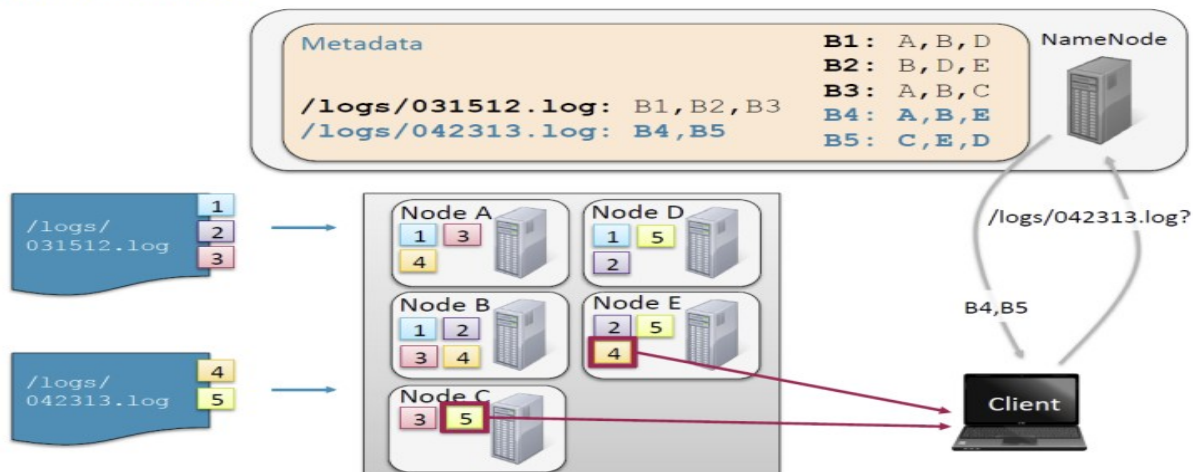 Metadata
B1: A,B,D
B2: B,D,E
B3: A,B,C
B4: A,B,E
B5: C,E,D
/logs/031512.log: B1,B2,B3
/logs/042313.log: B4,B5
NameNode
/logs/
031512.log
1
2
3
/logs/
042313.log
4
5
Node A
1 3
4
Node D
1 5
2
Node B
1 2
3 4
Node E
2 5
4
Node C
3 5
/logs/042313.log?
B4,B5
Client